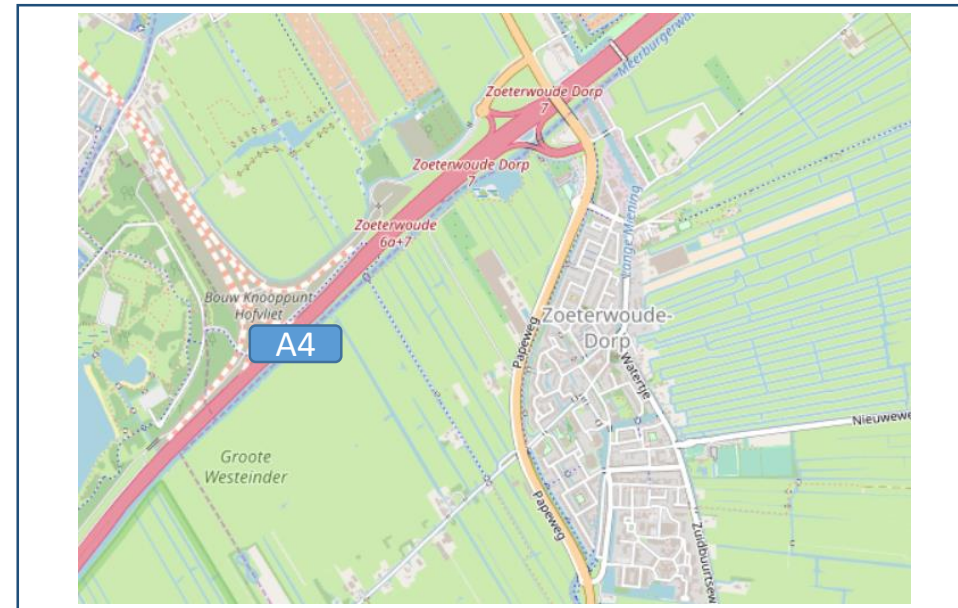 Meerburgerwa
Zoeterwoude Dorp
7
Zoeterwoude Dorp
7
Zoeterwoude
6a+7
Lange Miening
Bouw Knooppunt
Hofvliet
A4
Papeweg
Zoeterwoude-
Dorp
Watertje
Nieuwewe
Groote
Westeinder
Papeweg
Zuidbuurtsew